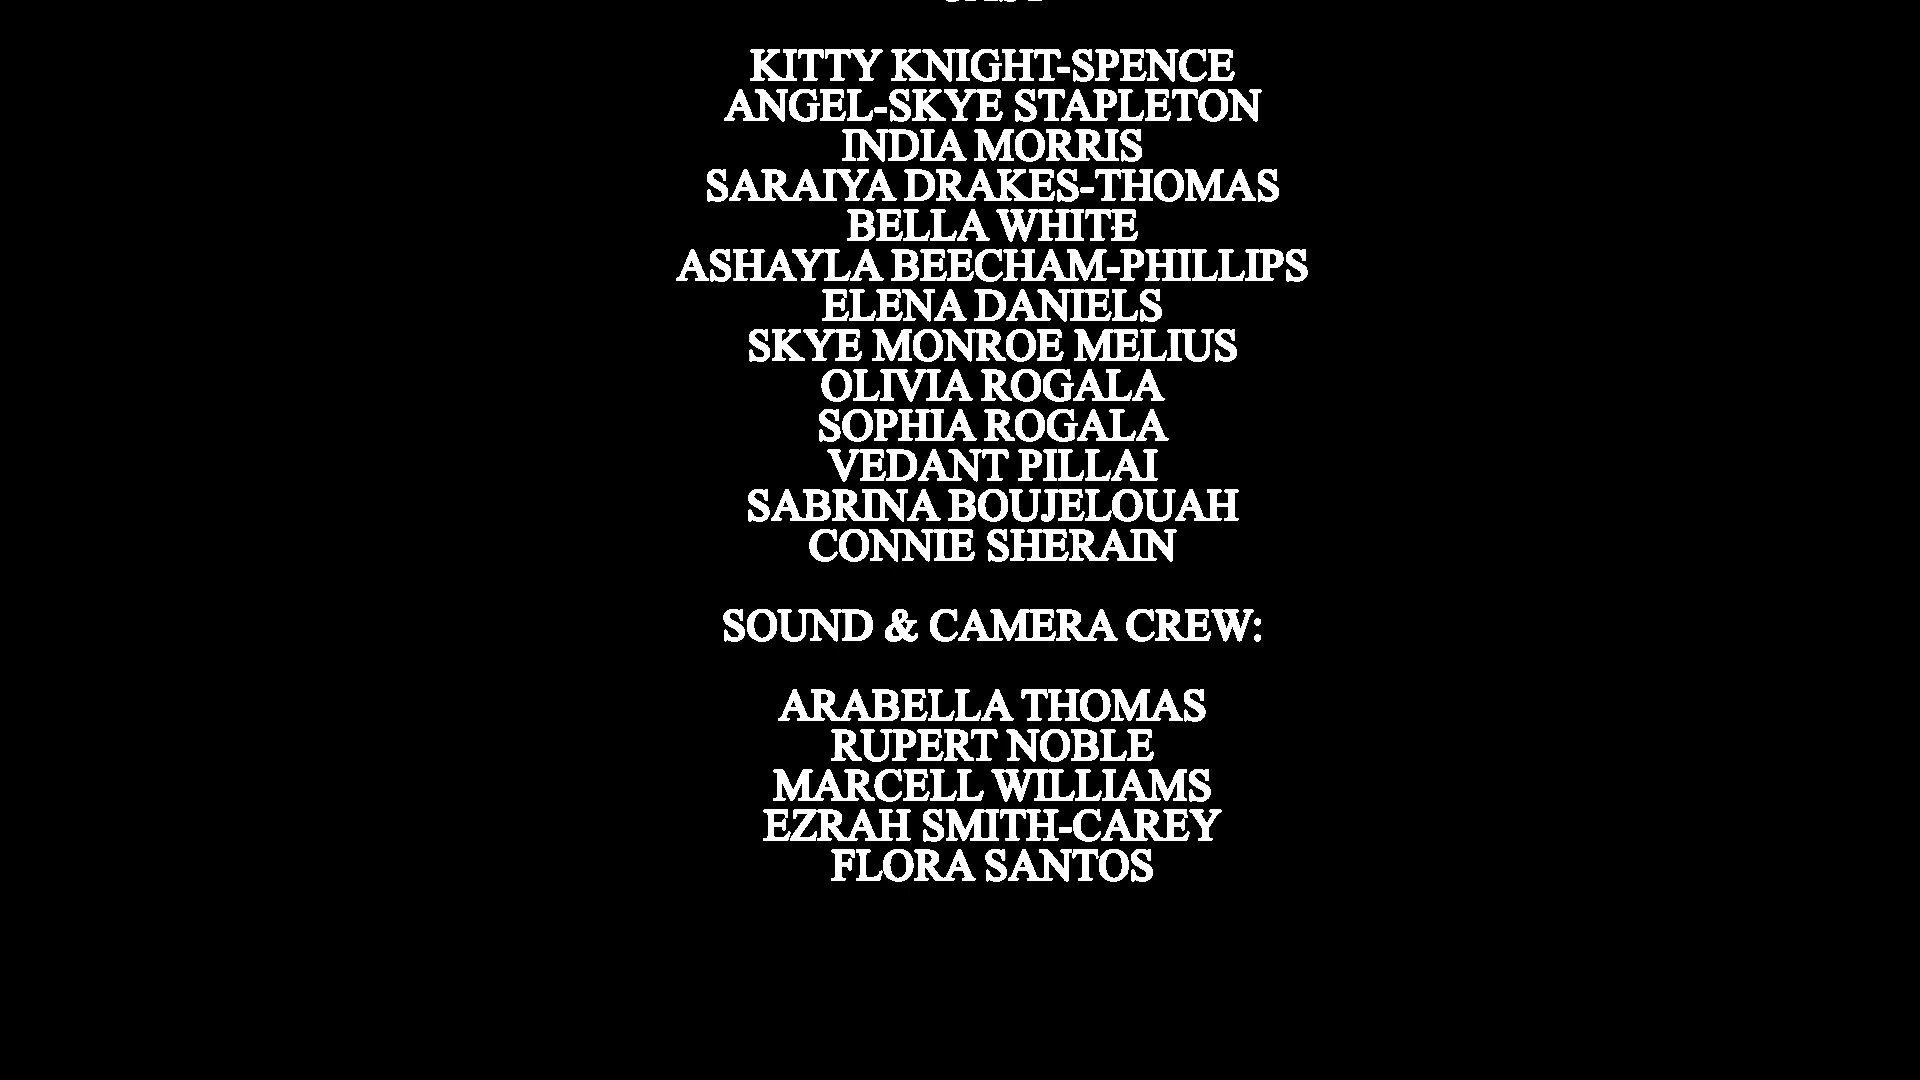 KITTY KNIGHT-SPENCE
ANGEL-SKYE STAPLETON
INDIA MORRIS
SARAIYA DRAKES-THOMAS
BELLA WHITE
ASHAYLA BEECHAM-PHILLIPS
ELENA DANIELS
SKYE MONROE MELIUS
OLIVIA ROGALA
SOPHIA ROGALA
VEDANT PILLAI
SABRINA BOUJELOUAH
CONNIE SHERAIN
SOUND & CAMERA CREW:
ARABELLA THOMAS
RUPERT NOBLE
MARCELL WILLIAMS
EZRAH SMITH-CAREY
FLORA SANTOS